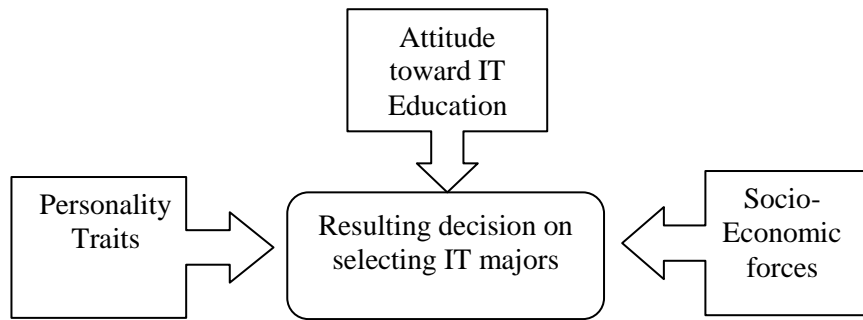 Attitude
toward IT
Education
Personality
Traits
Resulting decision on
selecting IT majors
Socio-
Economic
forces